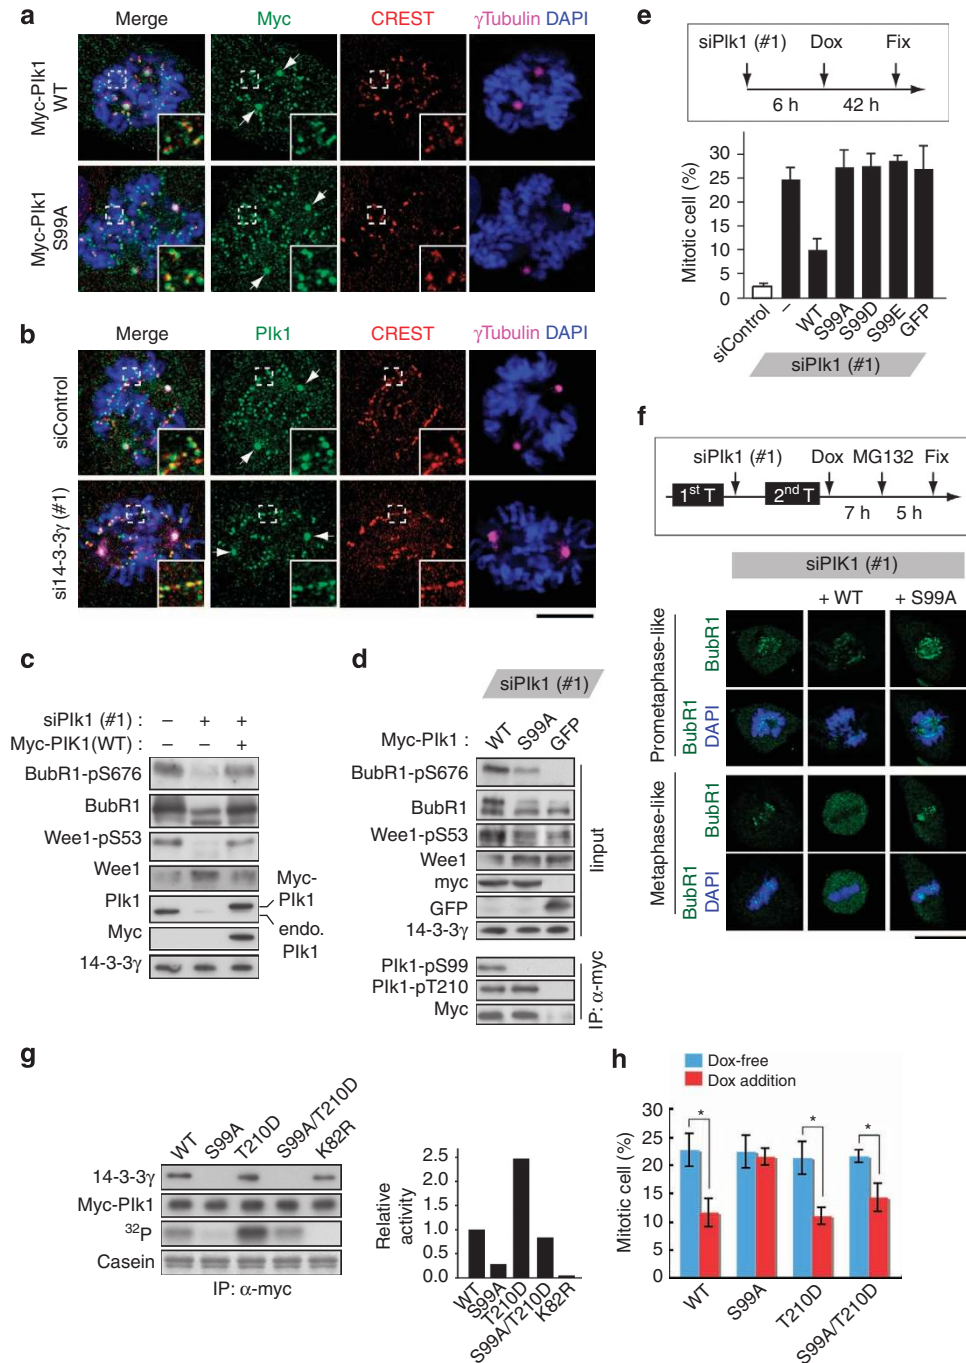 a
Merge Myc CREST γTubulin DAPI
Myc-Plk1 WT
Myc-Plk1 S99A
b
Merge Plk1 CREST γTubulin DAPI
siControl
si14-3-3γ (#1)
c
siPlk1 (#1) : – + +
Myc-PlK1(WT) : – – +
BubR1-pS676
BubR1
Wee1-pS53
Wee1
Plk1
Myc-Plk1
endo. Plk1
Myc
14-3-3γ
d
siPlk1 (#1)
Myc-Plk1 : WT S99A GFP
BubR1-pS676
BubR1
Wee1-pS53
Wee1
myc
GFP
14-3-3γ
Iinput
Plk1-pS99
Plk1-pT210
Myc
IP: α-myc
e
siPlk1 (#1) Dox Fix
6 h 42 h
Mitotic cell (%)
30
25
20
15
10
5
0
siControl – WT S99A S99D S99E GFP
siPlk1 (#1)
f
siPlk1 (#1) Dox MG132 Fix
1st T 2nd T
7 h 5 h
siPlK1 (#1)
+ WT + S99A
Prometaphase-like
BubR1
BubR1 DAPI
Metaphase-like
BubR1
BubR1 DAPI
g
WT S99A T210D S99A/T210D K82R
14-3-3γ
Myc-Plk1
32P
Casein
IP: α-myc
Relative activity
2.5
2.0
1.5
1.0
0.5
0.0
WT S99A T210D S99A/T210D K82R
h
Dox-free
Dox addition
Mitotic cell (%)
30
25
20
15
10
5
0
* * *
WT S99A T210D S99A/T210D